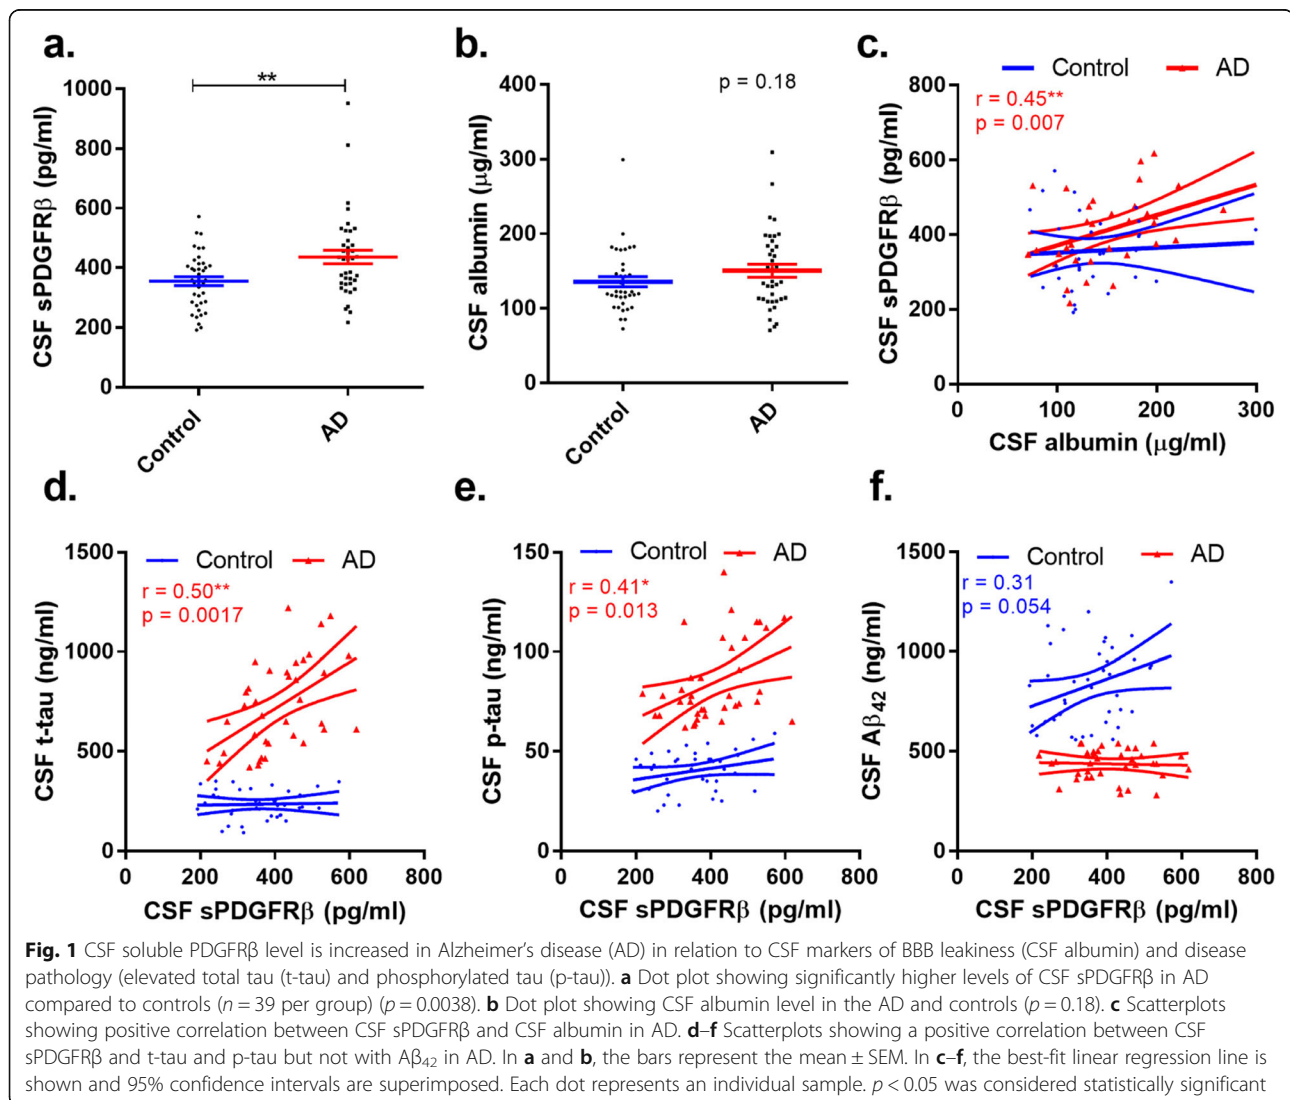 a.
**
1000
800
600
400
200
0
CSF sPDGFRβ (pg/ml)
Control
AD
b.
p = 0.18
400
300
200
100
0
CSF albumin (μg/ml)
Control
AD
c.
Control
AD
r = 0.45**
p = 0.007
800
600
400
200
0
CSF sPDGFRβ (pg/ml)
0 100 200 300
CSF albumin (μg/ml)
d.
Control
AD
r = 0.50**
p = 0.0017
1500
1000
500
0
CSF t-tau (ng/ml)
0 200 400 600 800
CSF sPDGFRβ (pg/ml)
e.
Control
AD
r = 0.41*
p = 0.013
150
100
50
0
CSF p-tau (ng/ml)
0 200 400 600 800
CSF sPDGFRβ (pg/ml)
f.
Control
AD
r = 0.31
p = 0.054
1500
1000
500
0
CSF Aβ42 (ng/ml)
0 200 400 600 800
CSF sPDGFRβ (pg/ml)
Fig. 1 CSF soluble PDGFRβ level is increased in Alzheimer's disease (AD) in relation to CSF markers of BBB leakiness (CSF albumin) and disease
pathology (elevated total tau (t-tau) and phosphorylated tau (p-tau)). a Dot plot showing significantly higher levels of CSF sPDGFRβ in AD
compared to controls (n = 39 per group) (p = 0.0038). b Dot plot showing CSF albumin level in the AD and controls (p = 0.18). c Scatterplots
showing positive correlation between CSF sPDGFRβ and CSF albumin in AD. d–f Scatterplots showing a positive correlation between CSF
sPDGFRβ and t-tau and p-tau but not with Aβ42 in AD. In a and b, the bars represent the mean ± SEM. In c–f, the best-fit linear regression line is
shown and 95% confidence intervals are superimposed. Each dot represents an individual sample. p < 0.05 was considered statistically significant